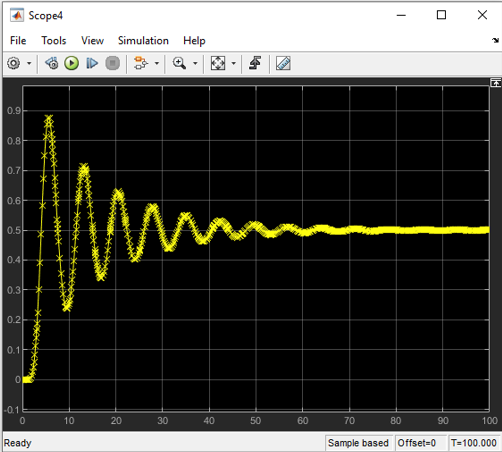 Scope4
File Tools View Simulation Help
0.9
0.8
0.7
0.6
0.5
0.4
0.3
0.2
0.1
0
-0.1
0 10 20 30 40 50 60 70 80 90 100
Ready Sample based Offset=0 T=100.000